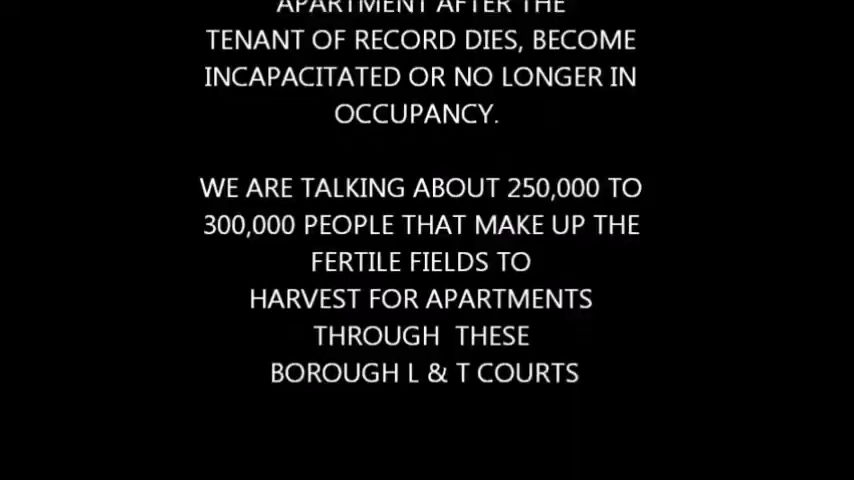 APARTMENT AFTER THE
TENANT OF RECORD DIES, BECOME
INCAPACITATED OR NO LONGER IN
OCCUPANCY.
WE ARE TALKING ABOUT 250,000 TO
300,000 PEOPLE THAT MAKE UP THE
FERTILE FIELDS TO
HARVEST FOR APARTMENTS
THROUGH  THESE
BOROUGH L & T COURTS